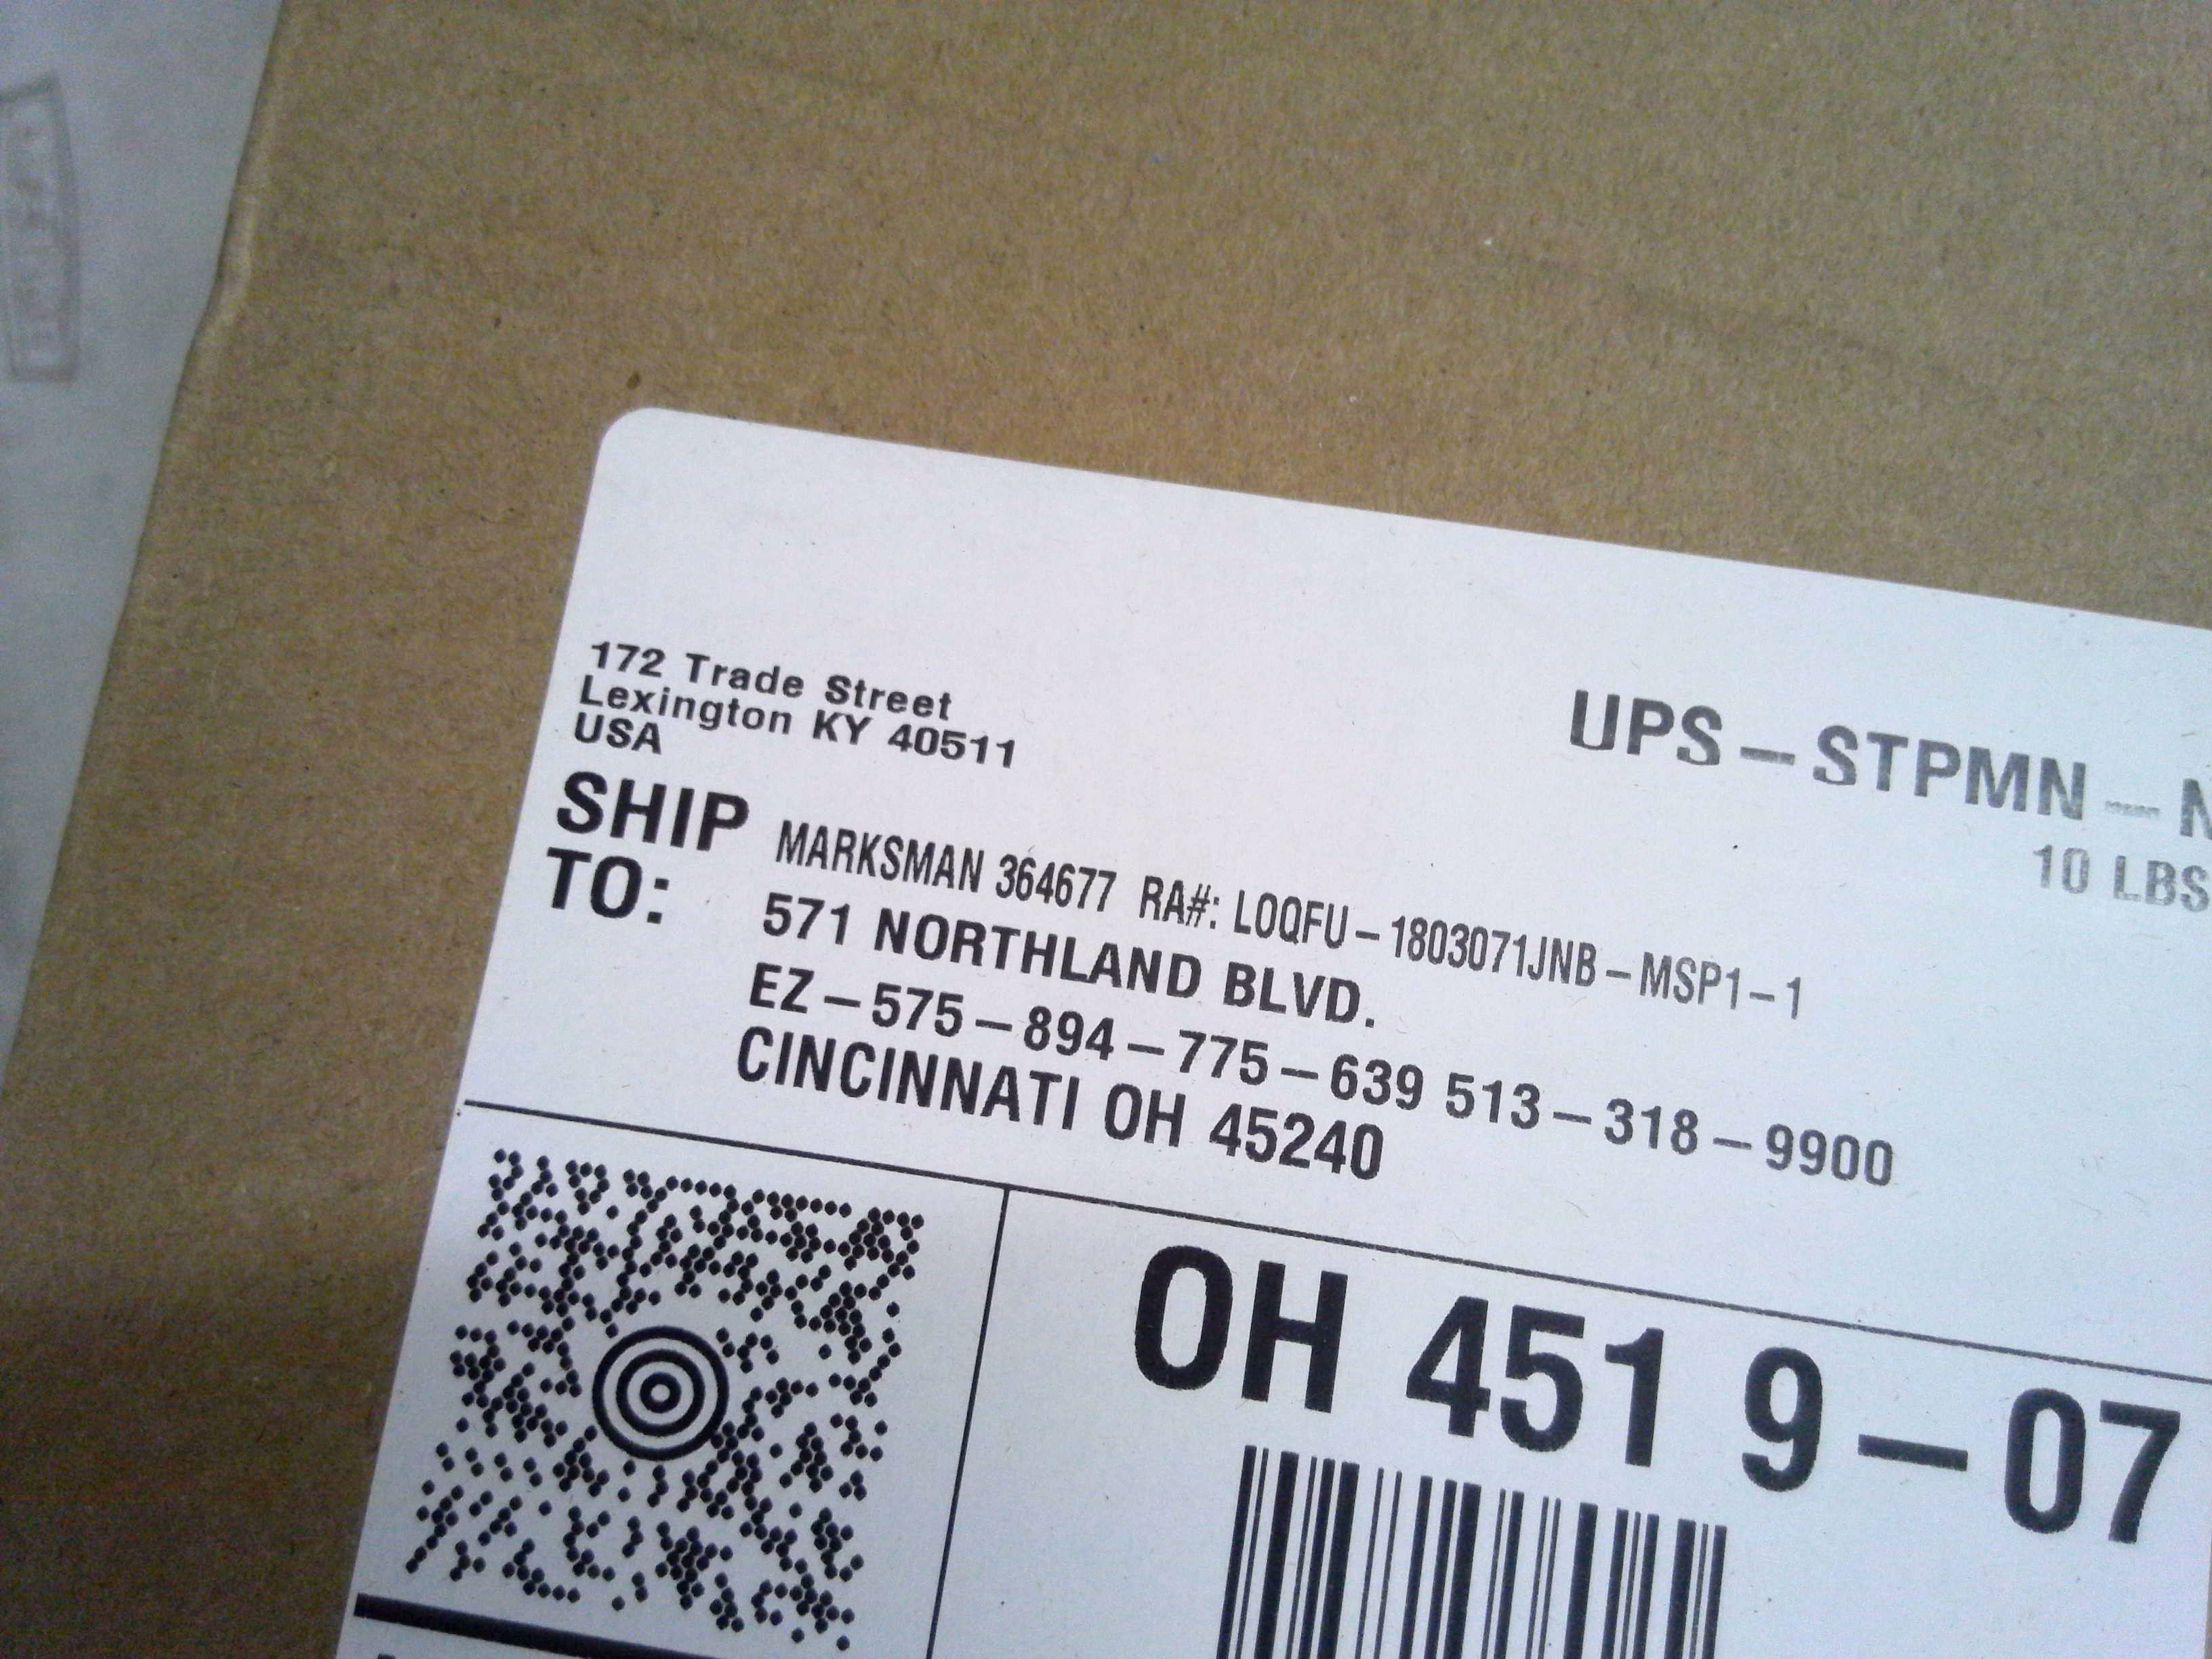 172 Trade Street
Lexington KY 40511
USA
UPS-STPMN-
10 LBS
SHIP TO:
MARKSMAN 364677 RA#: LOQFU-1803071JNB-MSP1-1
571 NORTHLAND BLVD.
EZ-575-894-775-639 513-318-9900
CINCINNATI OH 45240
OH 451 9-07